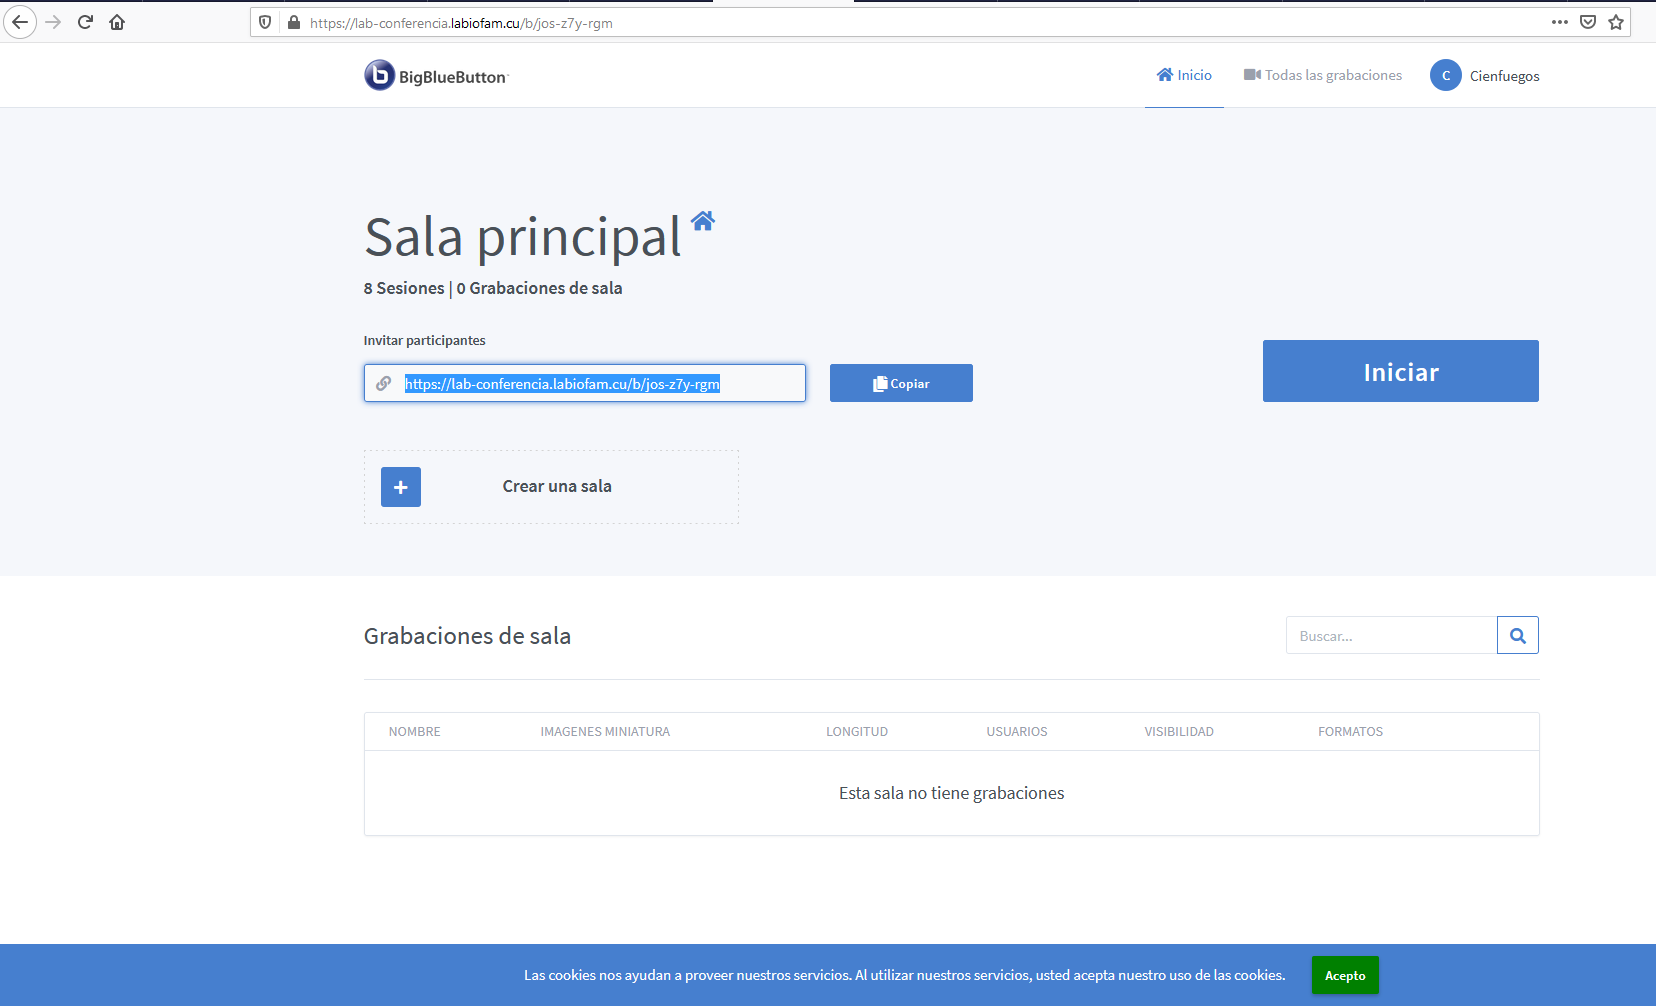 https://lab-conferencia.labiofam.cu/b/jos-z7y-rgm
b BigBlueButton
Inicio
Todas las grabaciones
C
Cienfuegos
Sala principal
8 Sesiones | 0 Grabaciones de sala
Invitar participantes
https://lab-conferencia.labiofam.cu/b/jos-z7y-rgm
Copiar
Iniciar
+
Crear una sala
Grabaciones de sala
Buscar...
NOMBRE IMAGENES MINIATURA LONGITUD USUARIOS VISIBILIDAD FORMATOS
Esta sala no tiene grabaciones
Las cookies nos ayudan a proveer nuestros servicios. Al utilizar nuestros servicios, usted acepta nuestro uso de las cookies.
Acepto